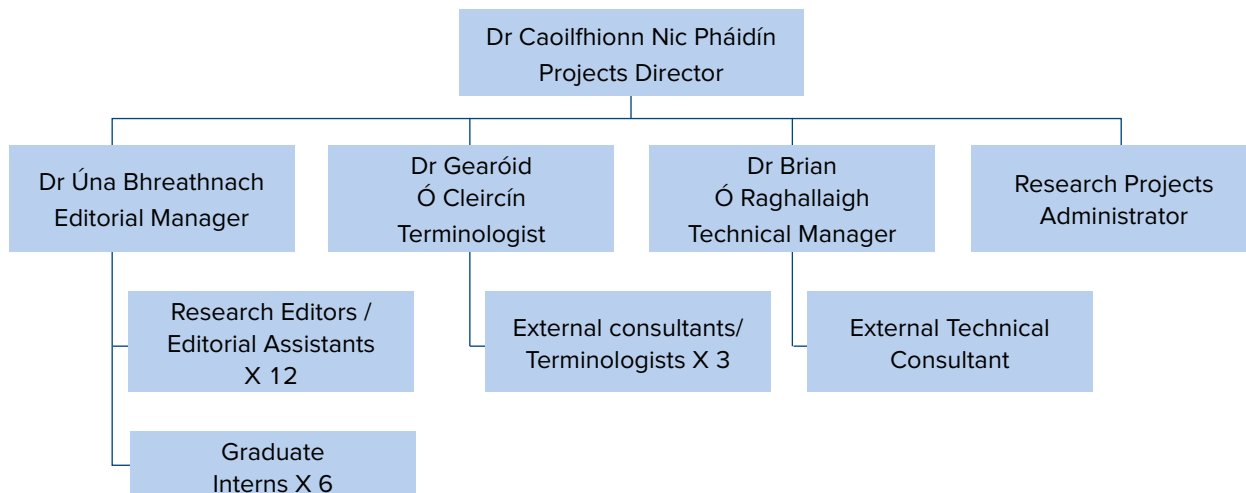 Dr Caoilfhionn Nic Pháidín
Projects Director
Dr Úna Bhreathnach
Editorial Manager
Dr Gearóid
Ó Cleircín
Terminologist
Dr Brian
Ó Raghallaigh
Technical Manager
Research Projects
Administrator
Research Editors /
Editorial Assistants
X 12
External consultants/
Terminologists X 3
External Technical
Consultant
Graduate
Interns X 6